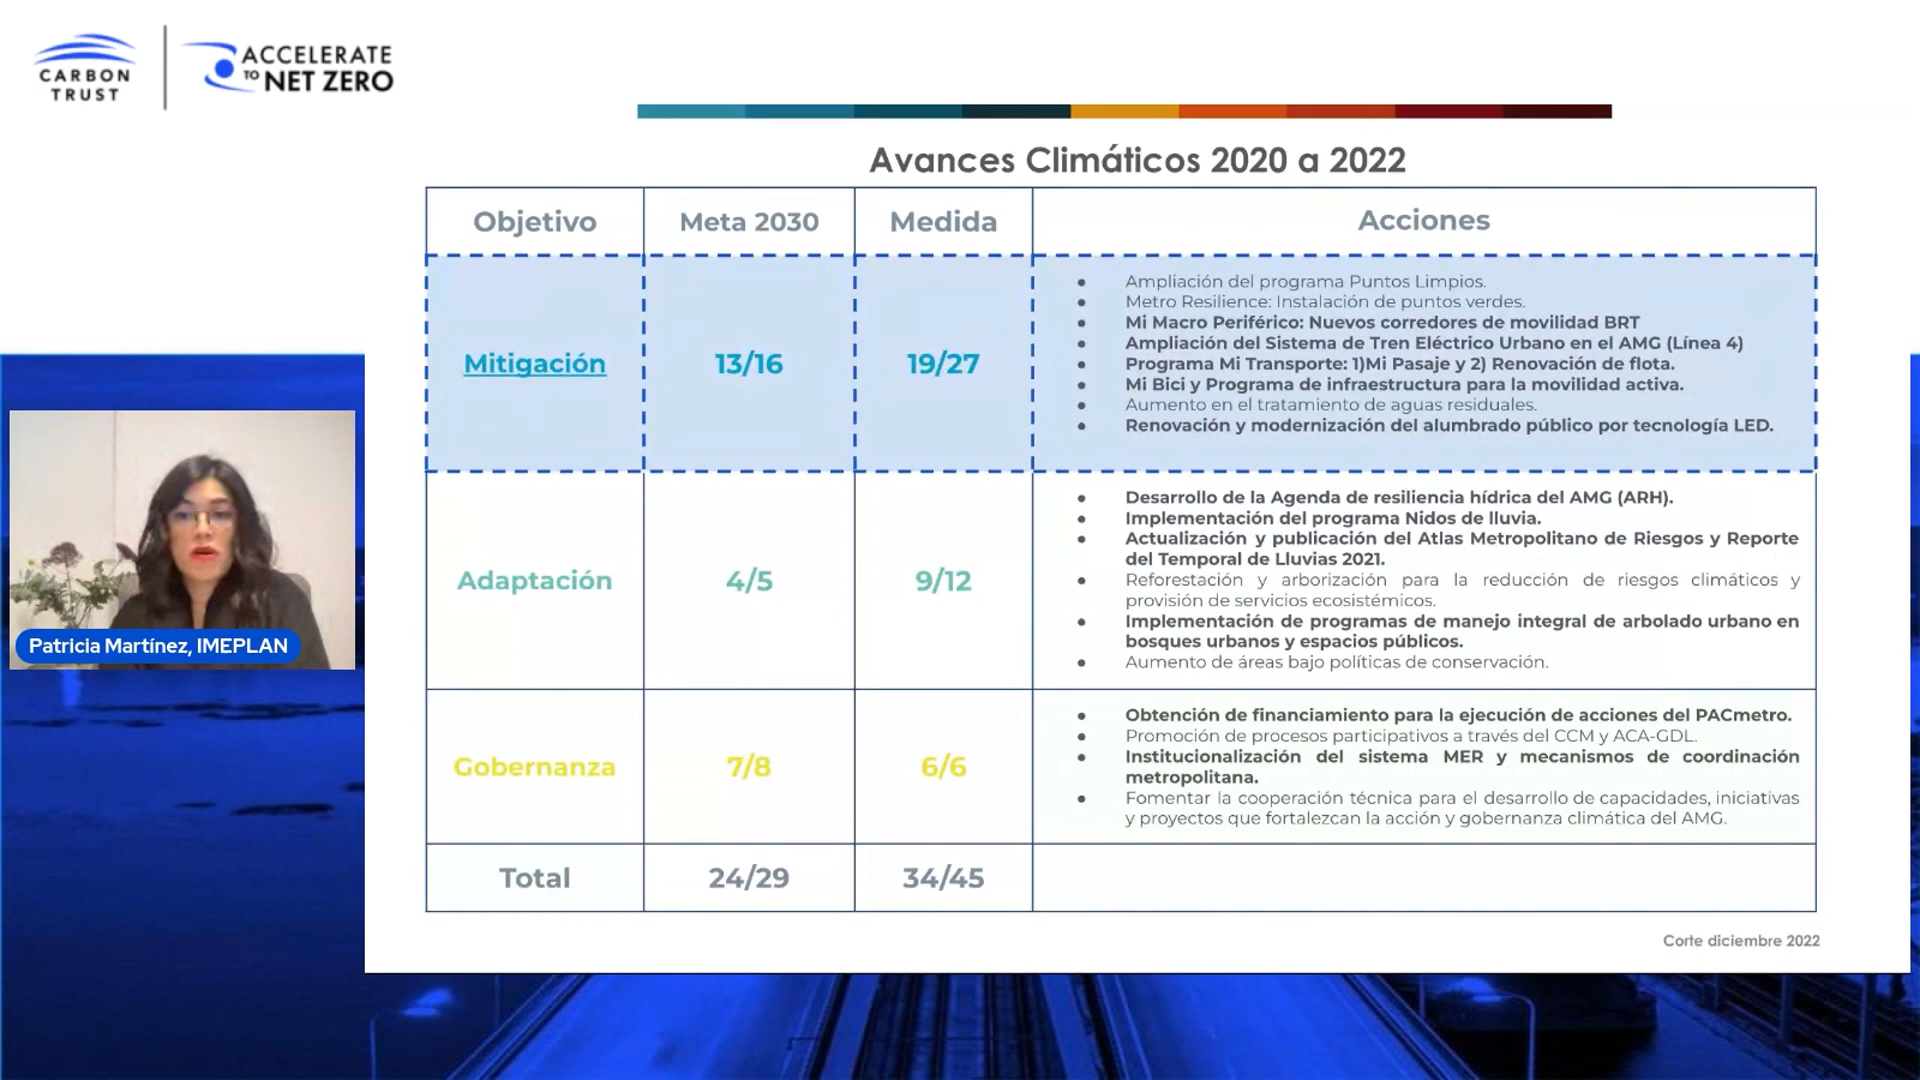 CARBON
TRUST
ACCELERATE
TO NET ZERO
Avances Climáticos 2020 a 2022
Objetivo
Meta 2030
Medida
Acciones
Mitigación
13/16
19/27
Ampliación del programa Puntos Limpios.
Metro Resilience: Instalación de puntos verdes.
Mi Macro Periférico: Nuevos corredores de movilidad BRT
Ampliación del Sistema de Tren Eléctrico Urbano en el AMG (Línea 4)
Programa Mi Transporte: 1)Mi Pasaje y 2) Renovación de flota.
Mi Bici y Programa de infraestructura para la movilidad activa.
Aumento en el tratamiento de aguas residuales.
Renovación y modernización del alumbrado público por tecnología LED.
Adaptación
4/5
9/12
Desarrollo de la Agenda de resiliencia hídrica del AMG (ARH).
Implementación del programa Nidos de lluvia.
Actualización y publicación del Atlas Metropolitano de Riesgos y Reporte
del Temporal de Lluvias 2021.
Reforestación y arborización para la reducción de riesgos climáticos y
provisión de servicios ecosistémicos.
Implementación de programas de manejo integral de arbolado urbano en
bosques urbanos y espacios públicos.
Aumento de áreas bajo políticas de conservación.
Gobernanza
7/8
6/6
Obtención de financiamiento para la ejecución de acciones del PACmetro.
Promoción de procesos participativos a través del CCM y ACA-GDL.
Institucionalización del sistema MER y mecanismos de coordinación
metropolitana.
Fomentar la cooperación técnica para el desarrollo de capacidades, iniciativas
y proyectos que fortalezcan la acción y gobernanza climática del AMG.
Total
24/29
34/45
Corte diciembre 2022
Patricia Martínez, IMEPLAN